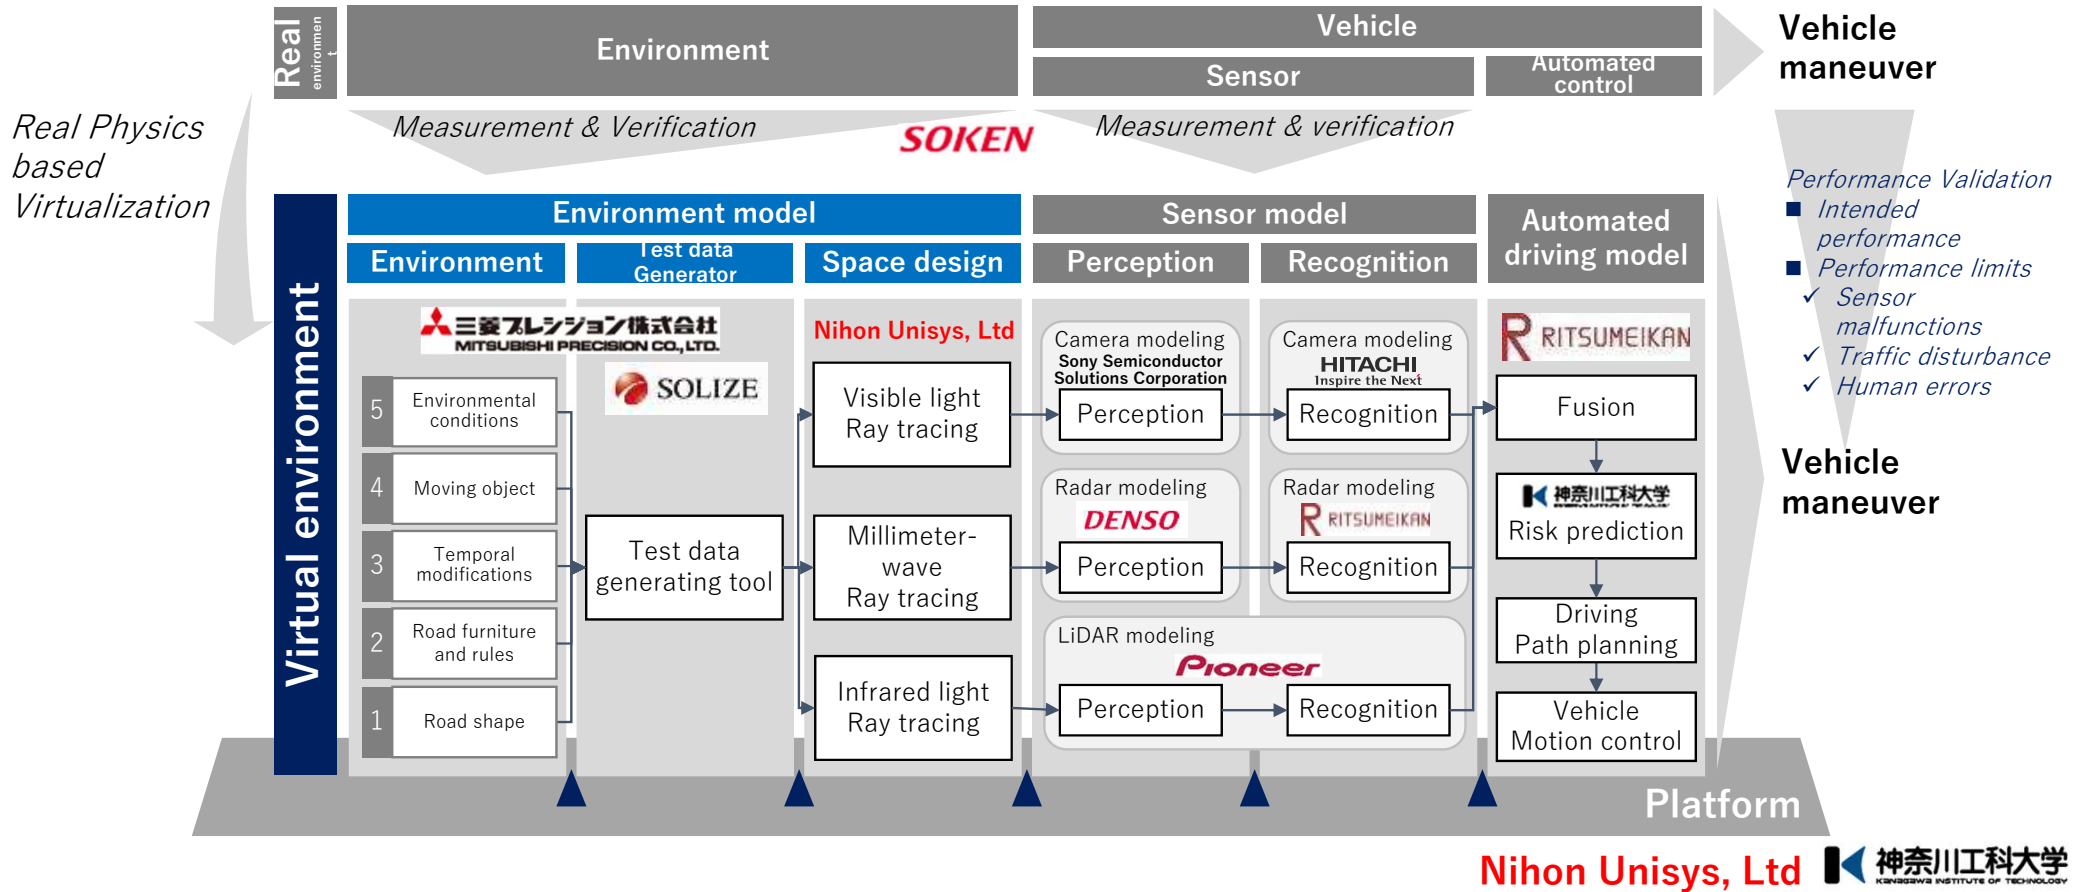 Real
environmen
t
Environment
Vehicle
Sensor
Automated
control
Vehicle
maneuver
Real Physics
based
Virtualization
Measurement & Verification
SOKEN
Measurement & verification
Performance Validation
■ Intended
performance
■ Performance limits
✓ Sensor
malfunctions
✓ Traffic disturbance
✓ Human errors
Vehicle
maneuver
Virtual environment
Environment model
Sensor model
Automated
driving model
Environment
Test data
Generator
Space design
Perception
Recognition
三菱プレシジョン株式会社
MITSUBISHI PRECISION CO., LTD.
SOLIZE
Nihon Unisys, Ltd
5
Environmental
conditions
4
Moving object
3
Temporal
modifications
2
Road furniture
and rules
1
Road shape
Test data
generating tool
Visible light
Ray tracing
Millimeter-
wave
Ray tracing
Infrared light
Ray tracing
Camera modeling
Sony Semiconductor
Solutions Corporation
Perception
Camera modeling
HITACHI
Inspire the Next
Recognition
Radar modeling
DENSO
Perception
Radar modeling
R RITSUMEIKAN
Recognition
LiDAR modeling
Pioneer
Perception
Recognition
R RITSUMEIKAN
Fusion
神奈川工科大学
Risk prediction
Driving
Path planning
Vehicle
Motion control
Platform
Nihon Unisys, Ltd
神奈川工科大学
KANAGAWA INSTITUTE OF TECHNOLOGY